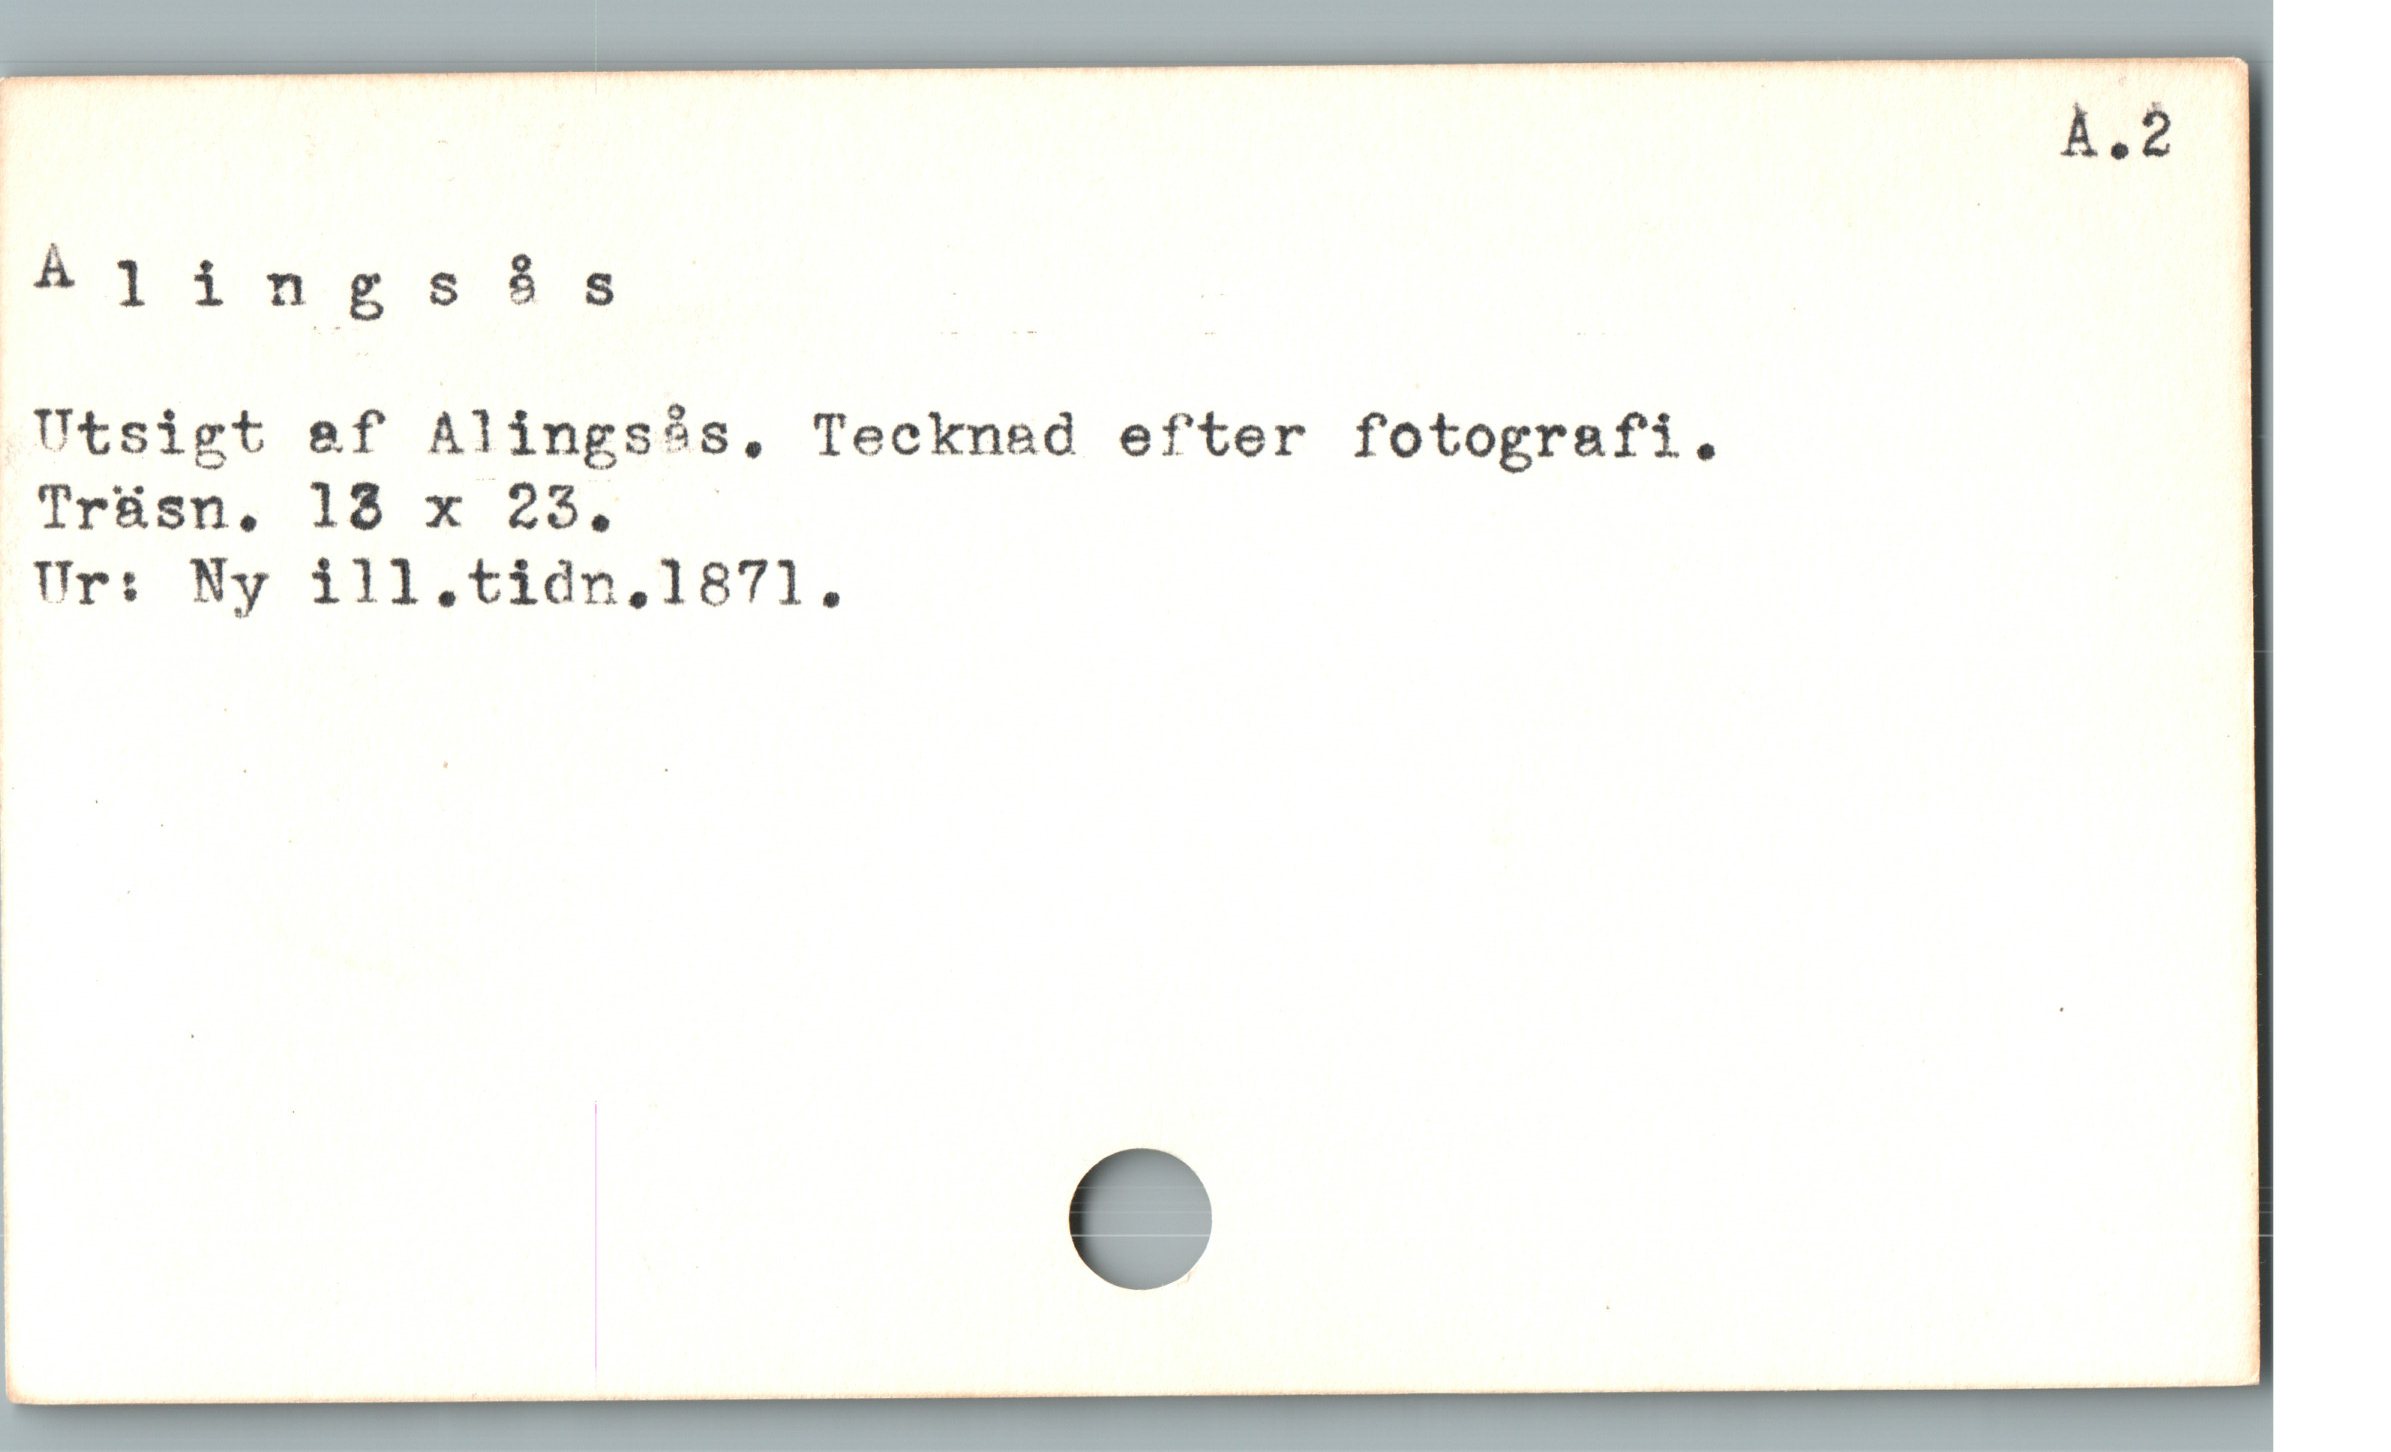 A.2
A l i n g s å s
Utsigt af Alingsås. Tecknad efter fotografi.
Träsn. 13 x 23.
Ur: Ny ill.tidn.1871.